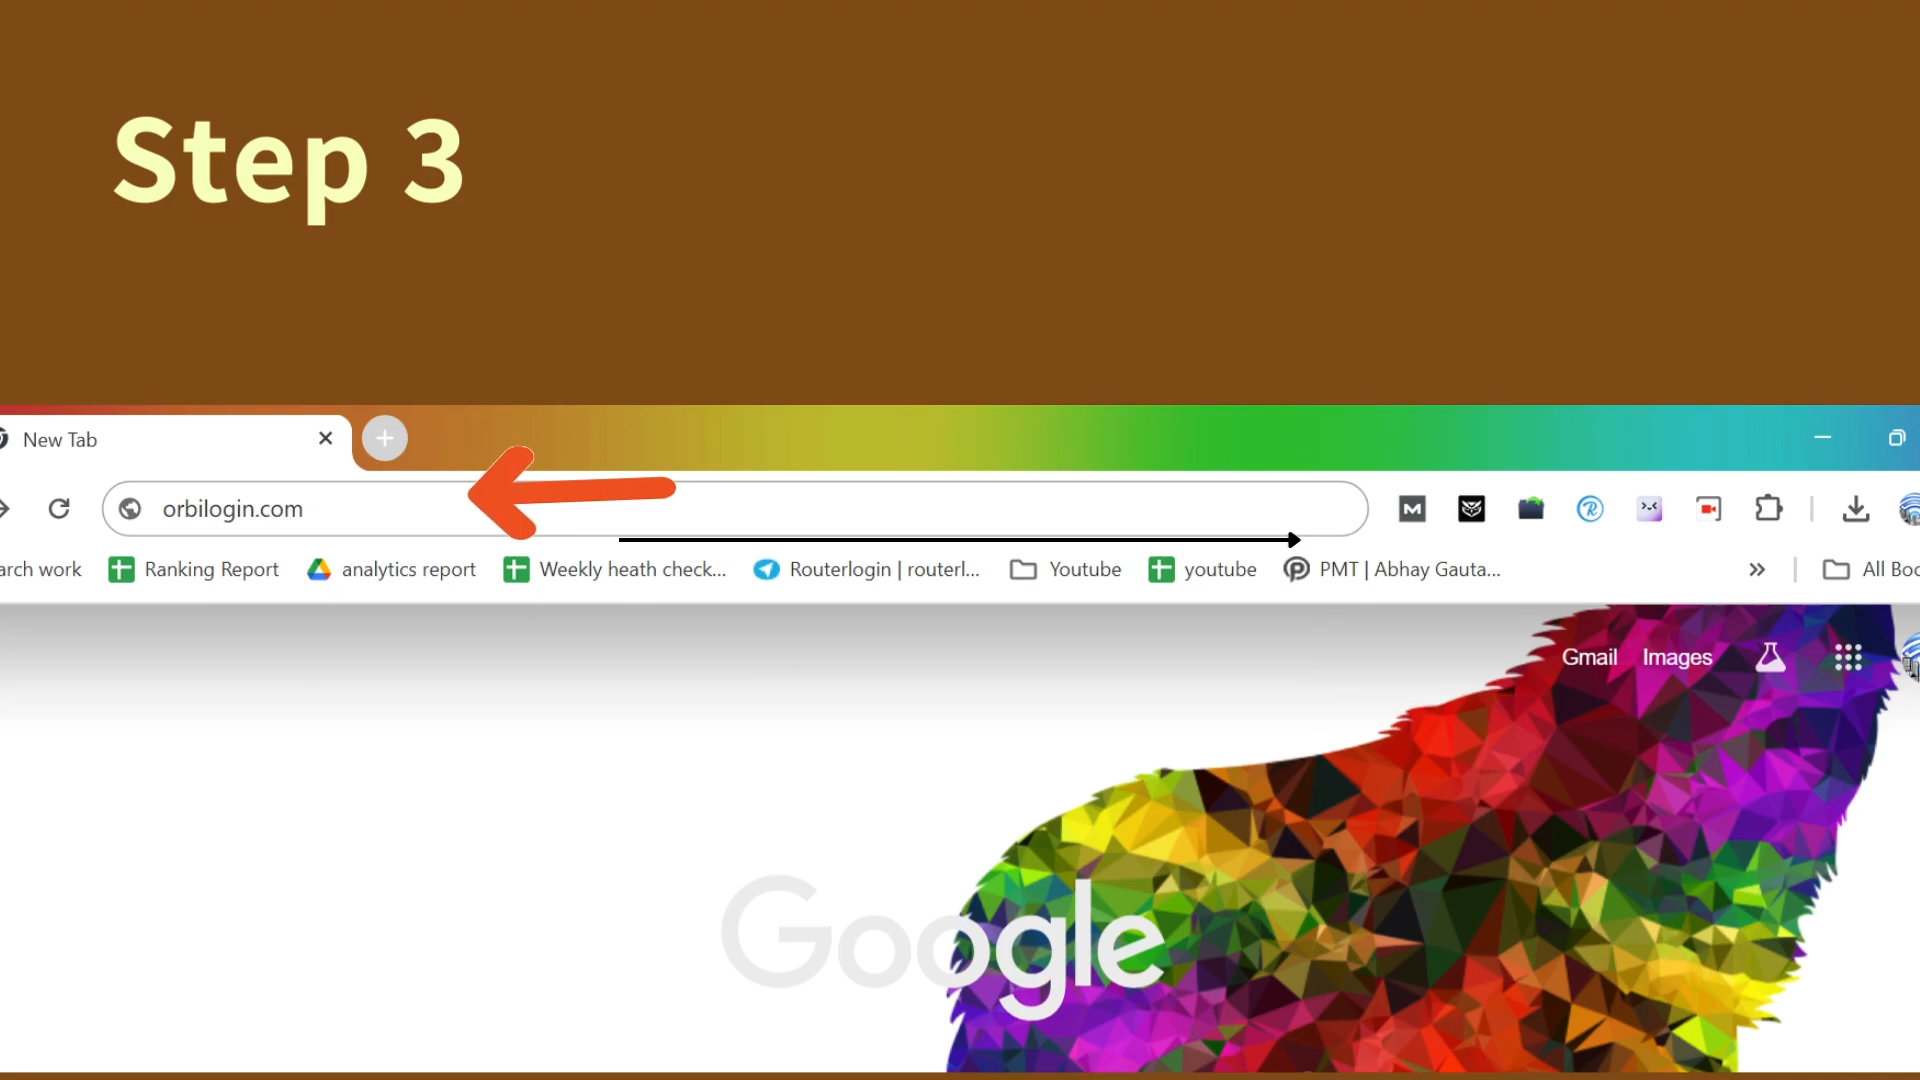 Step 3
New Tab
orbilogin.com
arch work Ranking Report analytics report Weekly heath check... Routerlogin | routerl... Youtube youtube PMT | Abhay Gauta... All Boo
Gmail Images
Google